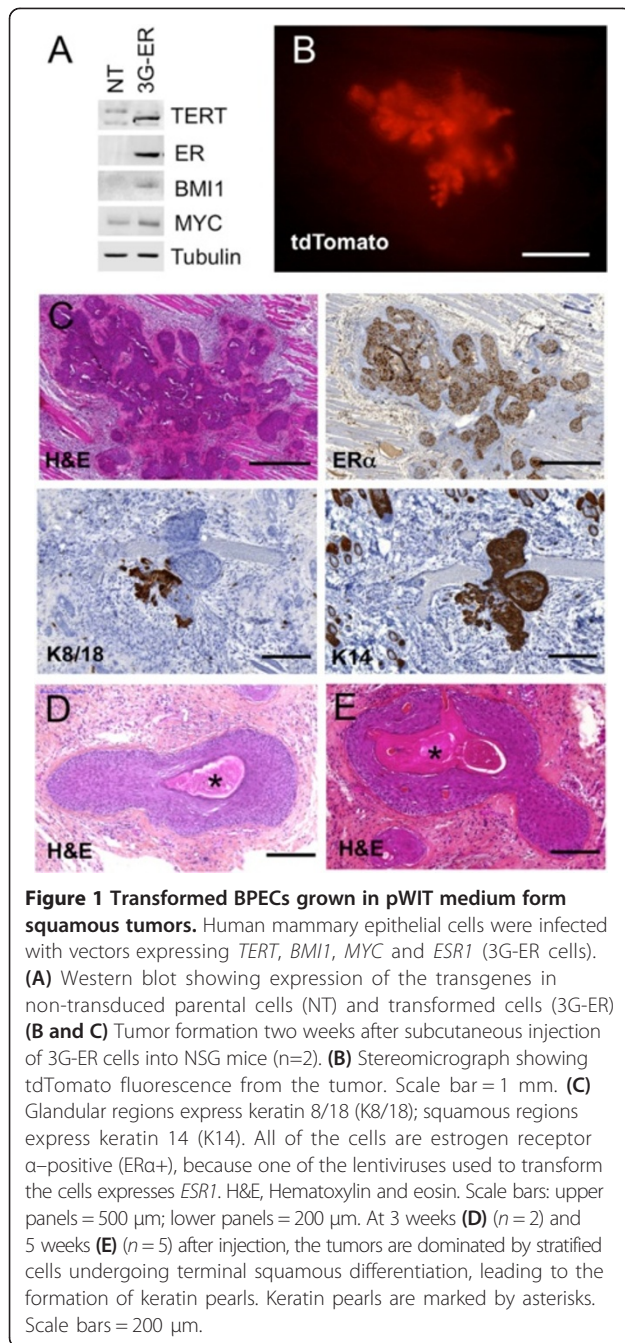 A
NT
3G-ER
TERT
ER
BMI1
MYC
Tubulin
B
tdTomato
C
H&E
ERα
K8/18
K14
D
*
H&E
E
*
H&E
Figure 1 Transformed BPECs grown in pWIT medium form
squamous tumors. Human mammary epithelial cells were infected
with vectors expressing TERT, BMI1, MYC and ESR1 (3G-ER cells).
(A) Western blot showing expression of the transgenes in
non-transduced parental cells (NT) and transformed cells (3G-ER)
(B and C) Tumor formation two weeks after subcutaneous injection
of 3G-ER cells into NSG mice (n=2). (B) Stereomicrograph showing
tdTomato fluorescence from the tumor. Scale bar = 1 mm. (C)
Glandular regions express keratin 8/18 (K8/18); squamous regions
express keratin 14 (K14). All of the cells are estrogen receptor
α–positive (ERα+), because one of the lentiviruses used to transform
the cells expresses ESR1. H&E, Hematoxylin and eosin. Scale bars: upper
panels = 500 μm; lower panels = 200 μm. At 3 weeks (D) (n = 2) and
5 weeks (E) (n = 5) after injection, the tumors are dominated by stratified
cells undergoing terminal squamous differentiation, leading to the
formation of keratin pearls. Keratin pearls are marked by asterisks.
Scale bars = 200 μm.